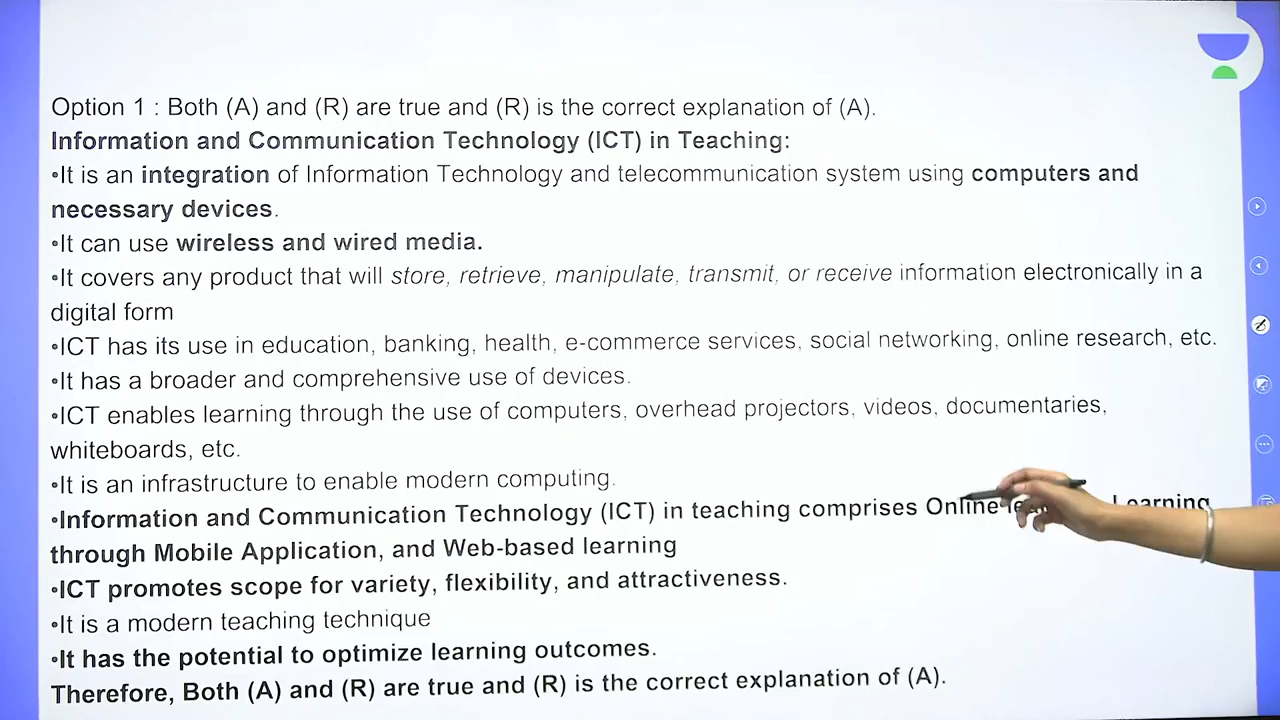 Option 1 : Both (A) and (R) are true and (R) is the correct explanation of (A).
Information and Communication Technology (ICT) in Teaching:
•It is an integration of Information Technology and telecommunication system using computers and
necessary devices.
•It can use wireless and wired media.
•It covers any product that will store, retrieve, manipulate, transmit, or receive information electronically in a
digital form
•ICT has its use in education, banking, health, e-commerce services, social networking, online research, etc.
•It has a broader and comprehensive use of devices.
•ICT enables learning through the use of computers, overhead projectors, videos, documentaries,
whiteboards, etc.
•It is an infrastructure to enable modern computing.
•Information and Communication Technology (ICT) in teaching comprises Online Learning
through Mobile Application, and Web-based learning
•ICT promotes scope for variety, flexibility, and attractiveness.
•It is a modern teaching technique
•It has the potential to optimize learning outcomes.
Therefore, Both (A) and (R) are true and (R) is the correct explanation of (A).